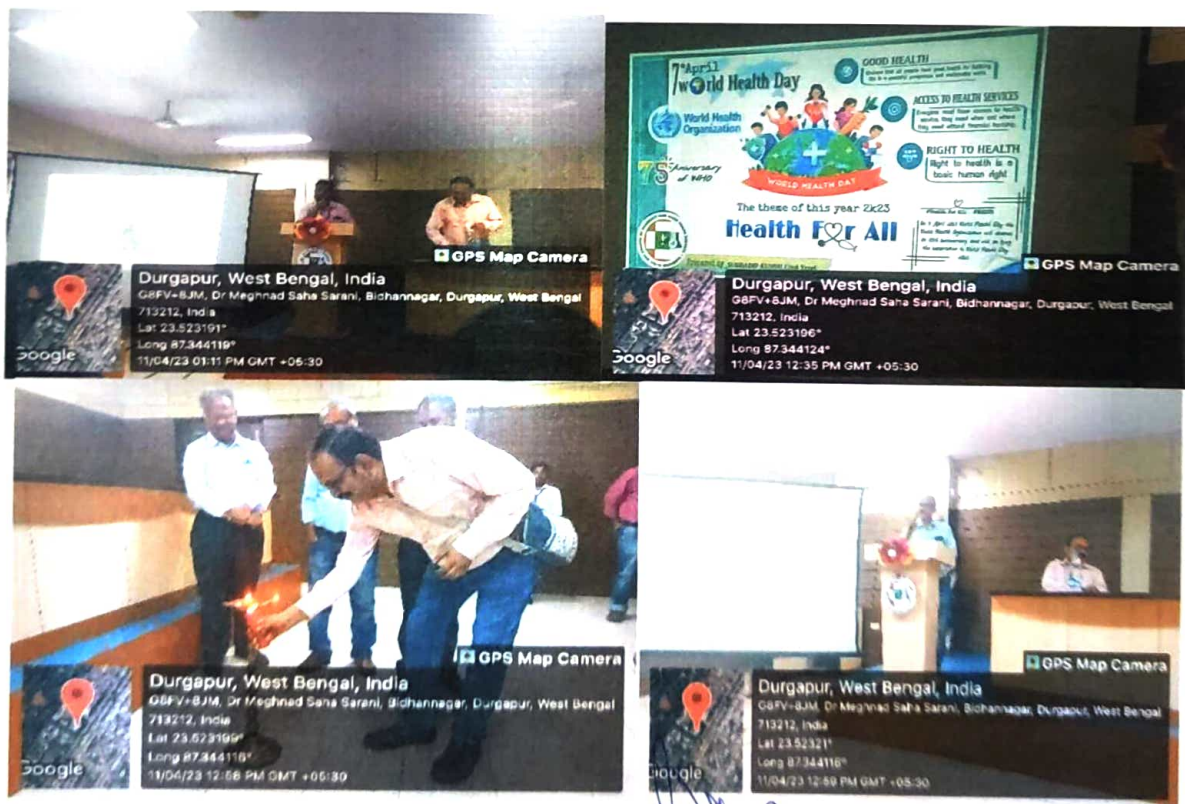 GPS Map Camera
Durgapur, West Bengal, India
G8FV+8JM, Dr Meghnad Saha Sarani, Bidhannagar, Durgapur, West Bengal
713212, India
Lat 23.523191°
Long 87.344119°
11/04/23 01:11 PM GMT +05:30
Google
7th April
World Health Day
World Health
Organization
75th Anniversary
of WHO
WORLD HEALTH DAY
The theme of this year 2k23
Health For All
GOOD HEALTH
ACCESS TO HEALTH SERVICES
RIGHT TO HEALTH
Right to health is a
basic human right
GPS Map Camera
Durgapur, West Bengal, India
G8FV+8JM, Dr Meghnad Saha Sarani, Bidhannagar, Durgapur, West Bengal
713212, India
Lat 23.523196°
Long 87.344124°
11/04/23 12:35 PM GMT +05:30
Google
GPS Map Camera
Durgapur, West Bengal, India
G8FV+8JM, Dr Meghnad Saha Sarani, Bidhannagar, Durgapur, West Bengal
713212, India
Lat 23.523199°
Long 87.344116°
11/04/23 12:58 PM GMT +05:30
Google
GPS Map Camera
Durgapur, West Bengal, India
G8FV+8JM, Dr Meghnad Saha Sarani, Bidhannagar, Durgapur, West Bengal
713212, India
Lat 23.52321°
Long 87.344116°
11/04/23 12:59 PM GMT +05:30
Google